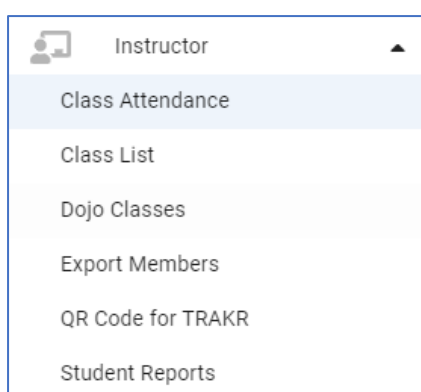 Instructor
Class Attendance
Class List
Dojo Classes
Export Members
QR Code for TRAKR
Student Reports